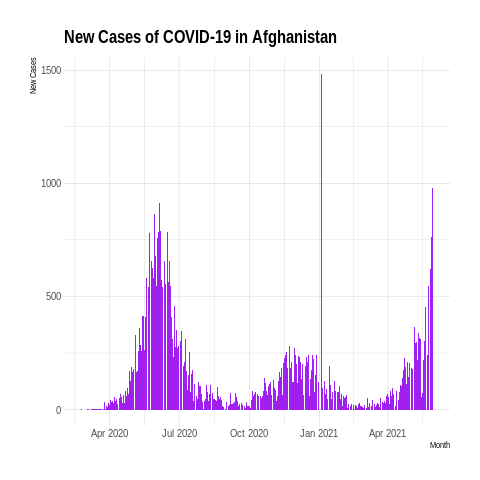 New Cases of COVID-19 in Afghanistan
New Cases
1500
1000
500
0
Apr 2020 Jul 2020 Oct 2020 Jan 2021 Apr 2021
Month